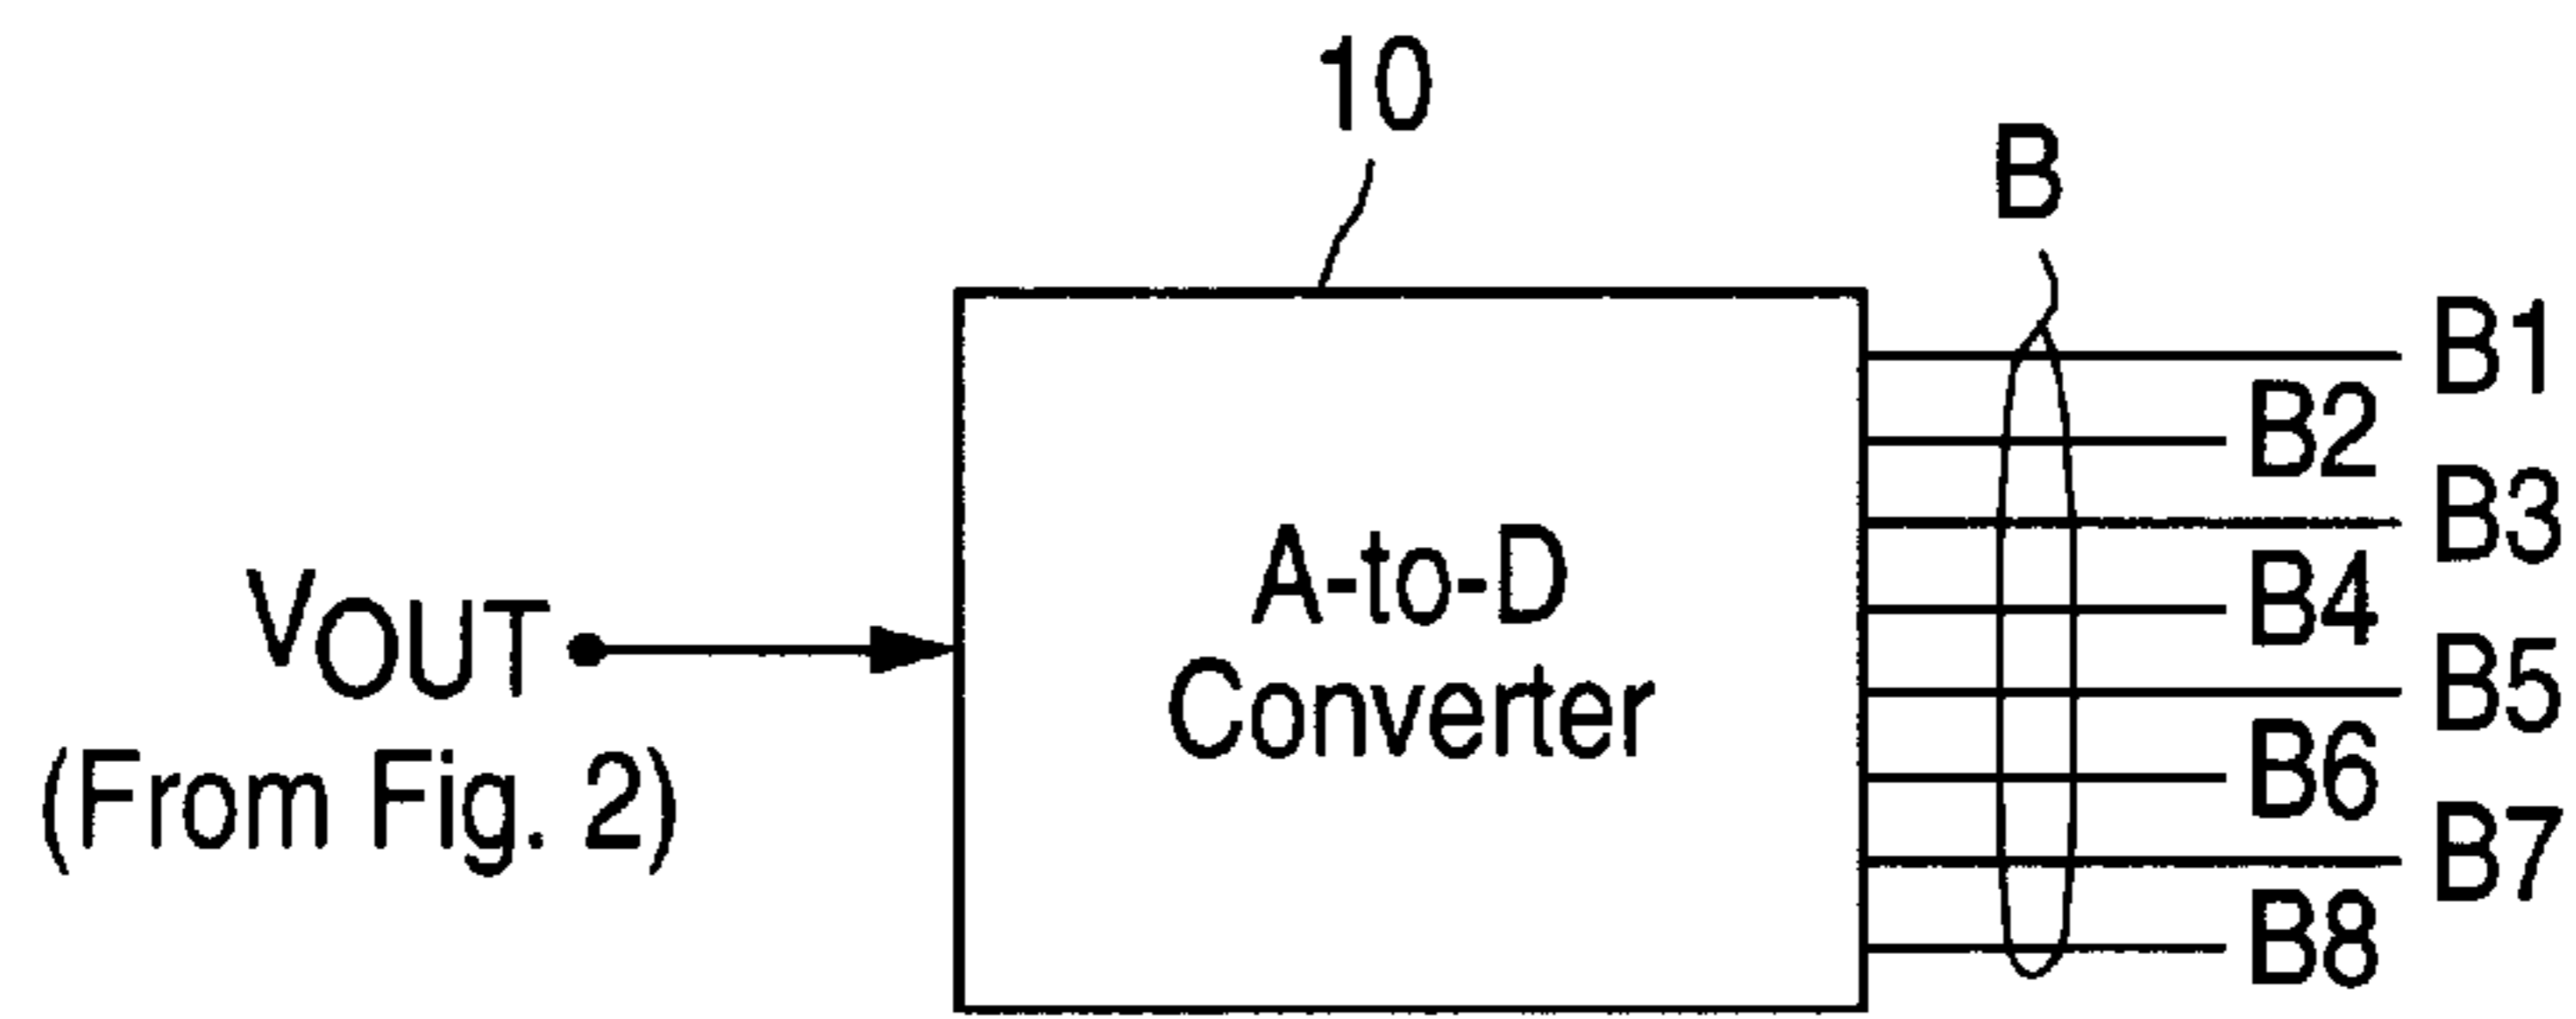 10
B
B1
B2
B3
A-to-D
B4
VOUT
B5
Converter
B6
(From Fig. 2)
B7
B8